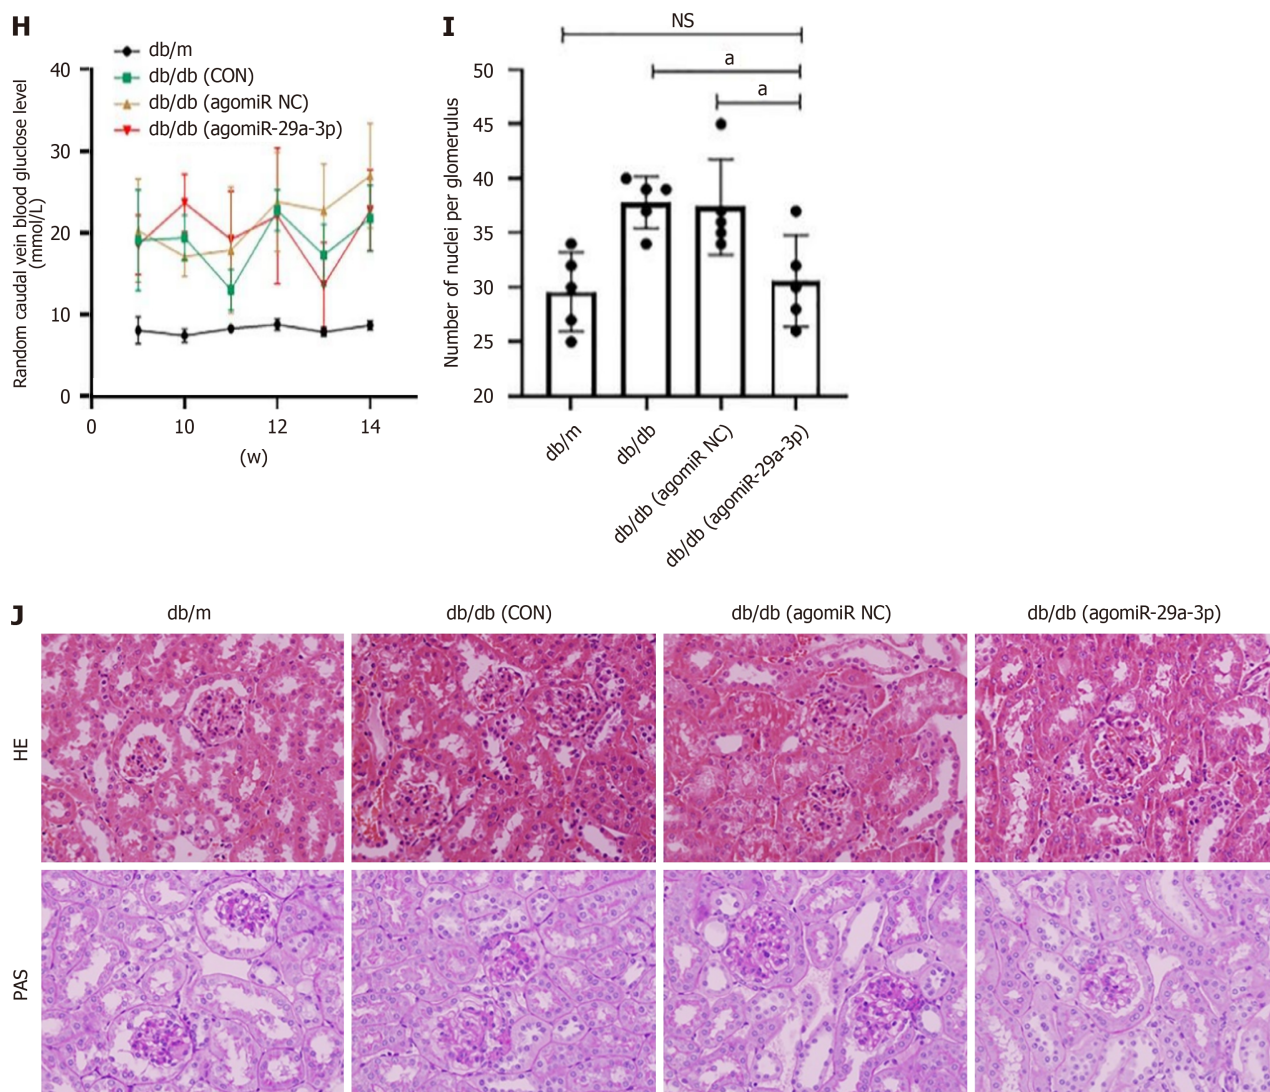 H
db/m
db/db (CON)
db/db (agomiR NC)
db/db (agomiR-29a-3p)
Random caudal vein blood gluclose level
(mmol/L)
40
30
20
10
0
0
10
12
14
(w)
I
NS
a
a
Number of nuclei per glomerulus
50
45
40
35
30
25
20
db/m
db/db
db/db (agomiR NC)
db/db (agomiR-29a-3p)
J
db/m
db/db (CON)
db/db (agomiR NC)
db/db (agomiR-29a-3p)
HE
PAS